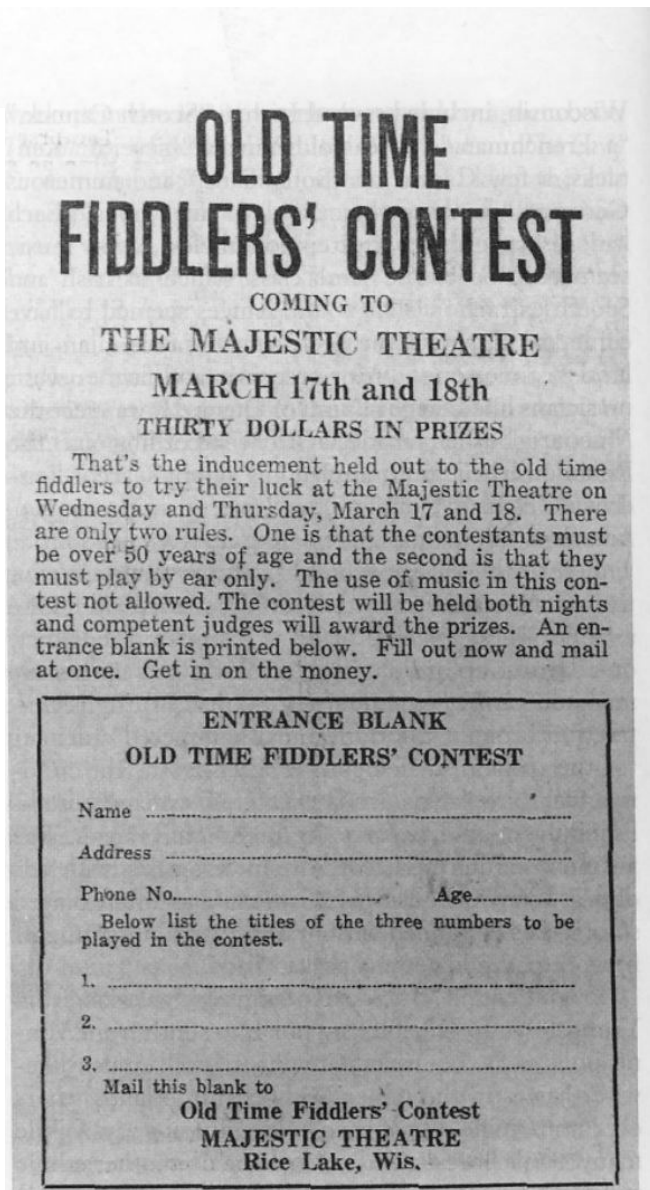 OLD TIME
FIDDLERS' CONTEST
COMING TO
THE MAJESTIC THEATRE
MARCH 17th and 18th
THIRTY DOLLARS IN PRIZES
That's the inducement held out to the old time
fiddlers to try their luck at the Majestic Theatre on
Wednesday and Thursday, March 17 and 18. There
are only two rules. One is that the contestants must
be over 50 years of age and the second is that they
must play by ear only. The use of music in this con-
test not allowed. The contest will be held both nights
and competent judges will award the prizes. An en-
trance blank is printed below. Fill out now and mail
at once. Get in on the money.
ENTRANCE BLANK
OLD TIME FIDDLERS' CONTEST
Name
Address
Phone No. Age
Below list the titles of the three numbers to be
played in the contest.
1.
2.
3.
Mail this blank to
Old Time Fiddlers' Contest
MAJESTIC THEATRE
Rice Lake, Wis.